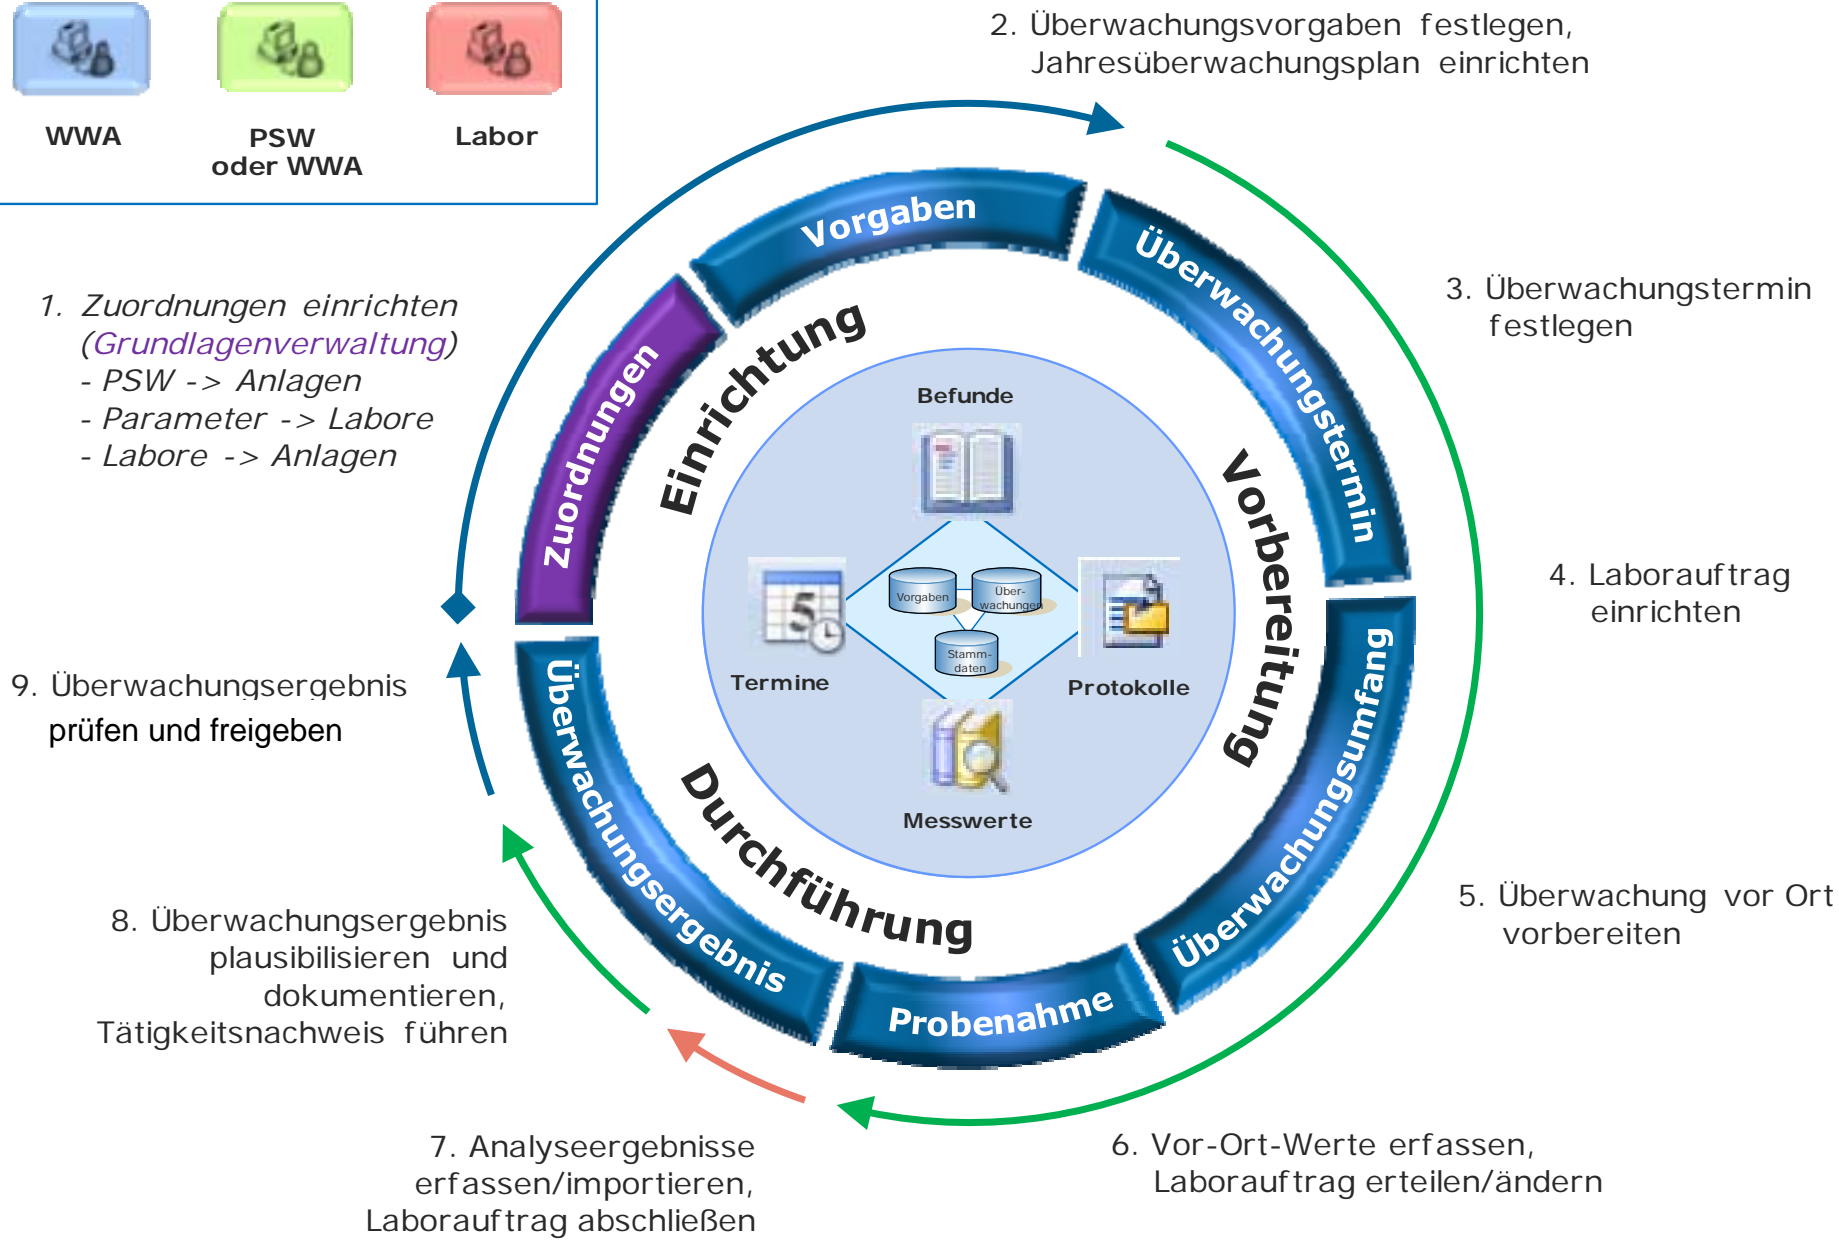 WWA
PSW
oder WWA
Labor
2. Überwachungsvorgaben festlegen,
Jahresüberwachungsplan einrichten
1. Zuordnungen einrichten
(Grundlagenverwaltung)
- PSW -> Anlagen
- Parameter -> Labore
- Labore -> Anlagen
3. Überwachungstermin
festlegen
4. Laborauftrag
einrichten
5. Überwachung vor Ort
vorbereiten
6. Vor-Ort-Werte erfassen,
Laborauftrag erteilen/ändern
7. Analyseergebnisse
erfassen/importieren,
Laborauftrag abschließen
8. Überwachungsergebnis
plausibilisieren und
dokumentieren,
Tätigkeitsnachweis führen
9. Überwachungsergebnis
prüfen und freigeben
Zuordnungen
Vorgaben
Überwachungstermin
Überwachungsumfang
Probenahme
Überwachungsergebnis
Einrichtung
Vorbereitung
Durchführung
Befunde
5
Termine
Vorgaben
Über-
wachungen
Stamm-
daten
Protokolle
Messwerte